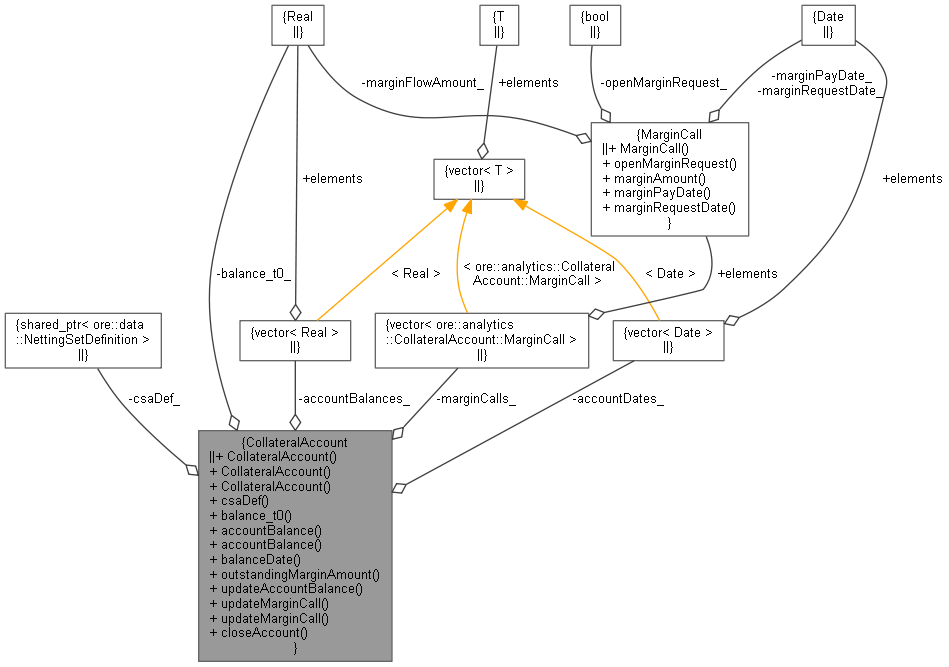 {Real
||}
{T
||}
{bool
||}
{Date
||}
-marginFlowAmount_
+elements
-openMarginRequest_
-marginPayDate_
-marginRequestDate_
{MarginCall
||+ MarginCall()
+ openMarginRequest()
+ marginAmount()
+ marginPayDate()
+ marginRequestDate()
}
{vector< T >
||}
+elements
+elements
-balance_t0_
< Real >
< ore::analytics::Collateral
Account::MarginCall >
< Date >
+elements
{shared_ptr< ore::data
::NettingSetDefinition >
||}
{vector< Real >
||}
{vector< ore::analytics
::CollateralAccount::MarginCall >
||}
{vector< Date >
||}
-csaDef_
-accountBalances_
-marginCalls_
-accountDates_
{CollateralAccount
||+ CollateralAccount()
+ CollateralAccount()
+ CollateralAccount()
+ csaDef()
+ balance_t0()
+ accountBalance()
+ accountBalance()
+ balanceDate()
+ outstandingMarginAmount()
+ updateAccountBalance()
+ updateMarginCall()
+ updateMarginCall()
+ closeAccount()
}